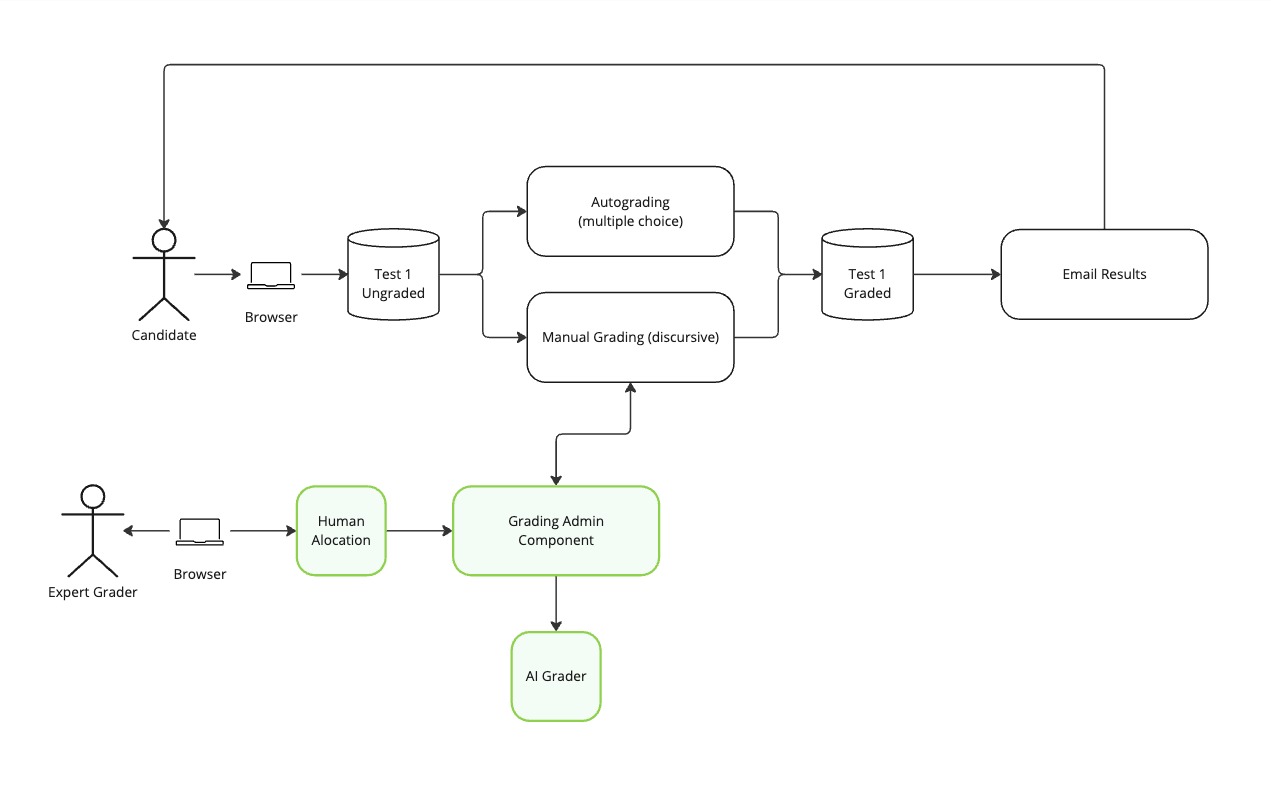 Autograding
(multiple choice)
Test 1
Ungraded
Test 1
Graded
Email Results
Browser
Candidate
Manual Grading (discursive)
Human
Alocation
Grading Admin
Component
Browser
Expert Grader
AI Grader